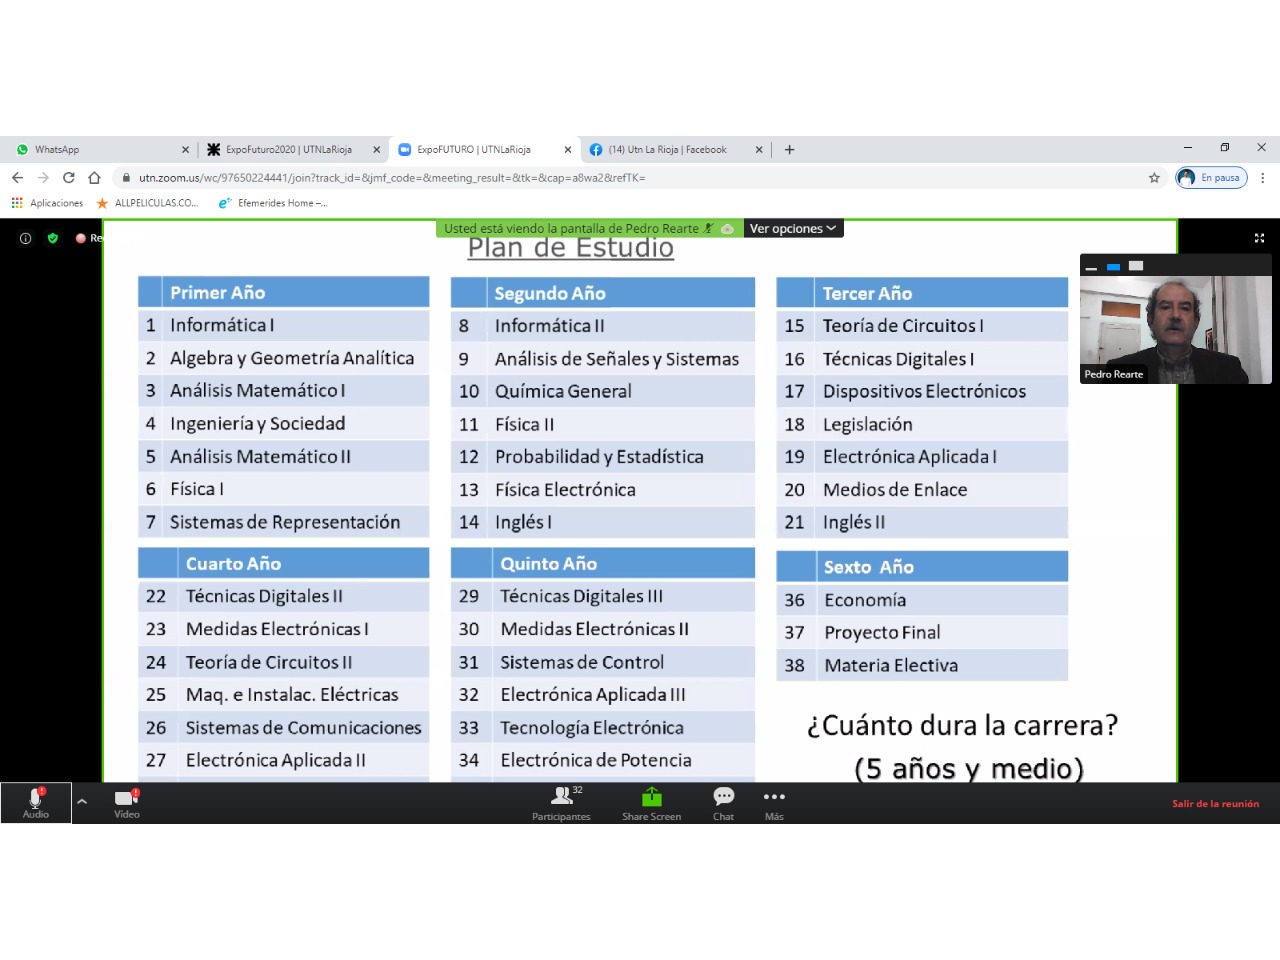 WhatsApp
ExpoFuturo2020 | UTNLaRioja
ExpoFUTURO | UTNLaRioja
(14) Utn La Rioja | Facebook
utn.zoom.us/wc/97650224441/join?track_id=&jmf_code=&meeting_result=&tk=&cap=a8wa2&refTK=
En pausa
Aplicaciones
ALLPELICULAS.CO...
Efemerides Home –...
Re
Usted está viendo la pantalla de Pedro Rearte
Ver opciones
Plan de Estudio
Primer Año
1 Informática I
2 Algebra y Geometría Analítica
3 Análisis Matemático I
4 Ingeniería y Sociedad
5 Análisis Matemático II
6 Física I
7 Sistemas de Representación
Segundo Año
8 Informática II
9 Análisis de Señales y Sistemas
10 Química General
11 Física II
12 Probabilidad y Estadística
13 Física Electrónica
14 Inglés I
Tercer Año
15 Teoría de Circuitos I
16 Técnicas Digitales I
17 Dispositivos Electrónicos
18 Legislación
19 Electrónica Aplicada I
20 Medios de Enlace
21 Inglés II
Pedro Rearte
Cuarto Año
22 Técnicas Digitales II
23 Medidas Electrónicas I
24 Teoría de Circuitos II
25 Maq. e Instalac. Eléctricas
26 Sistemas de Comunicaciones
27 Electrónica Aplicada II
Quinto Año
29 Técnicas Digitales III
30 Medidas Electrónicas II
31 Sistemas de Control
32 Electrónica Aplicada III
33 Tecnología Electrónica
34 Electrónica de Potencia
Sexto Año
36 Economía
37 Proyecto Final
38 Materia Electiva
¿Cuánto dura la carrera?
(5 años y medio)
Audio
Video
32
Participantes
Share Screen
Chat
Más
Salir de la reunión